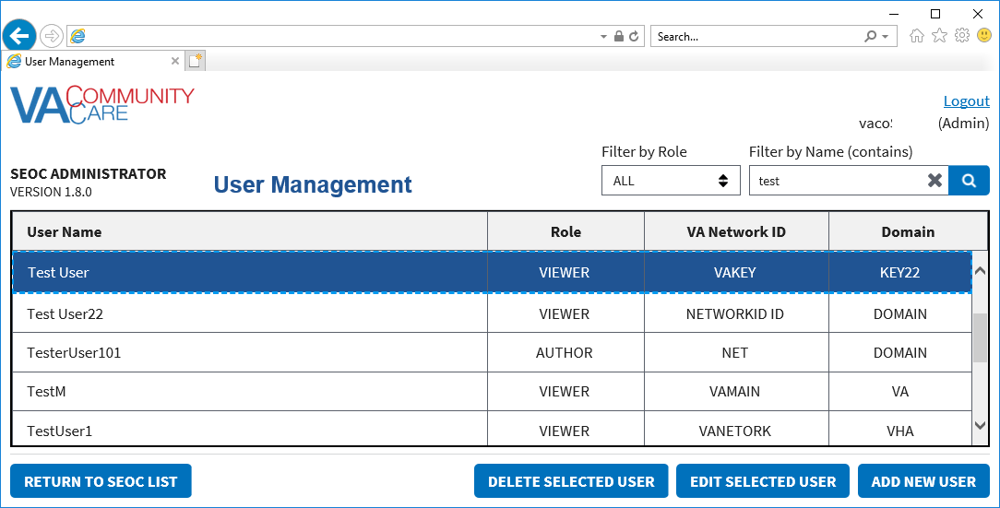 Search...
User Management
VA COMMUNITY CARE
Logout
vaco (Admin)
Filter by Role Filter by Name (contains)
SEOC ADMINISTRATOR
VERSION 1.8.0
User Management
ALL test
User Name Role VA Network ID Domain
Test User VIEWER VAKEY KEY22
Test User22 VIEWER NETWORKID ID DOMAIN
TesterUser101 AUTHOR NET DOMAIN
TestM VIEWER VAMAIN VA
TestUser1 VIEWER VANETORK VHA
RETURN TO SEOC LIST DELETE SELECTED USER EDIT SELECTED USER ADD NEW USER